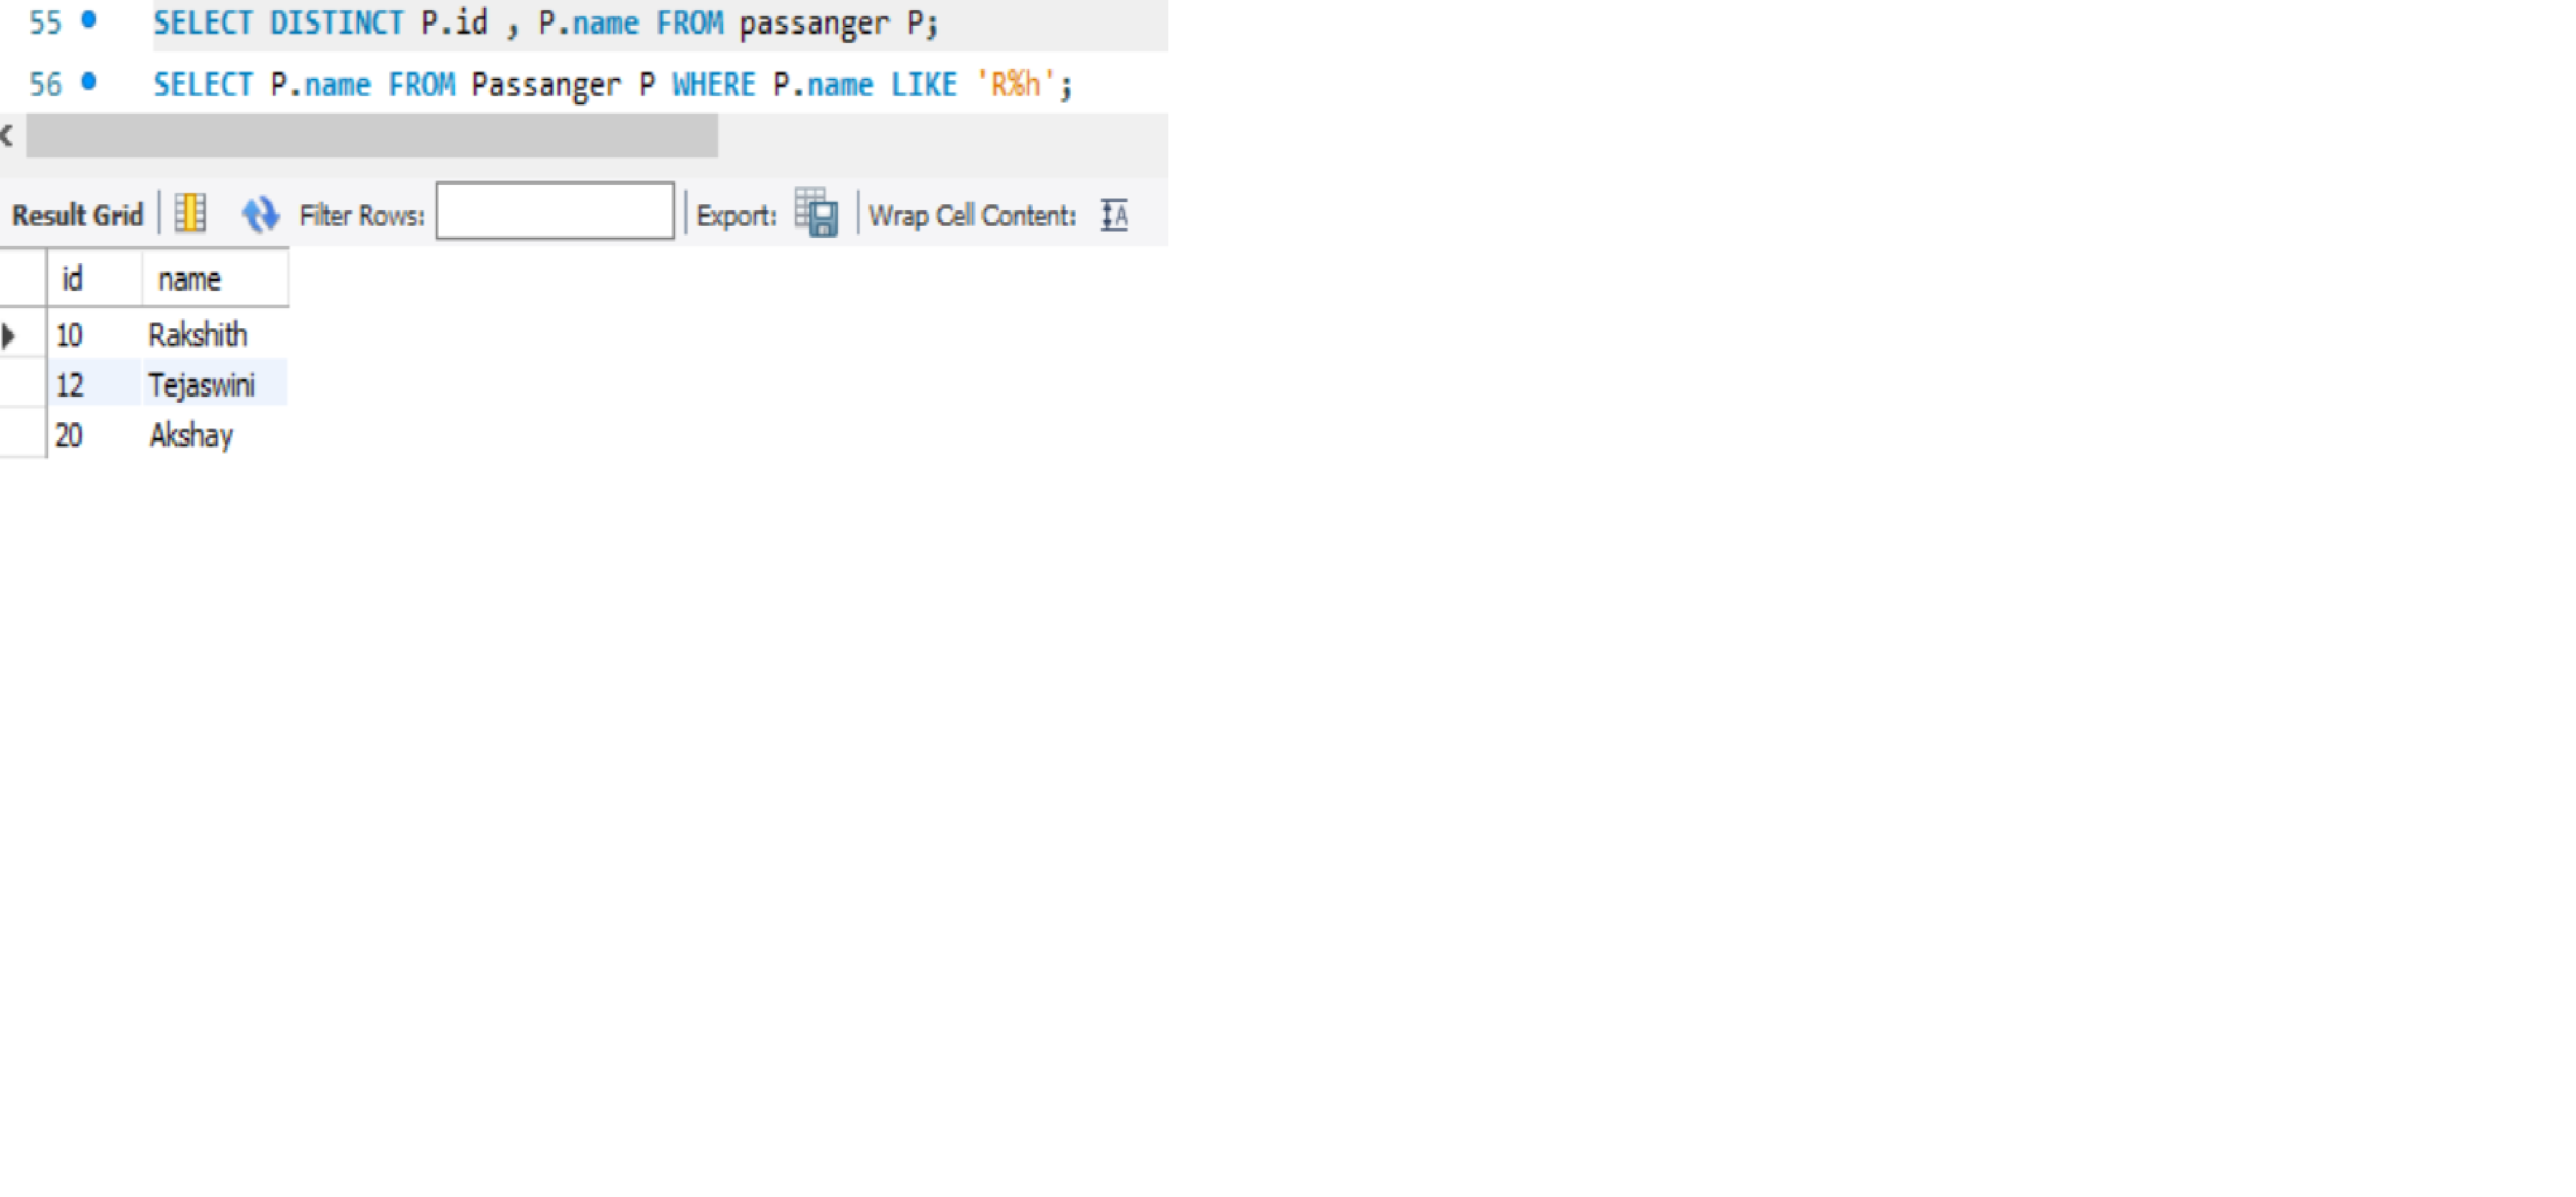 55 SELECT DISTINCT P.id , P.name FROM passanger P;
56 SELECT P.name FROM Passanger P WHERE P.name LIKE 'R%h';
Result Grid Filter Rows: Export: Wrap Cell Content: A
id name
10 Rakshith
12 Tejaswini
20 Akshay